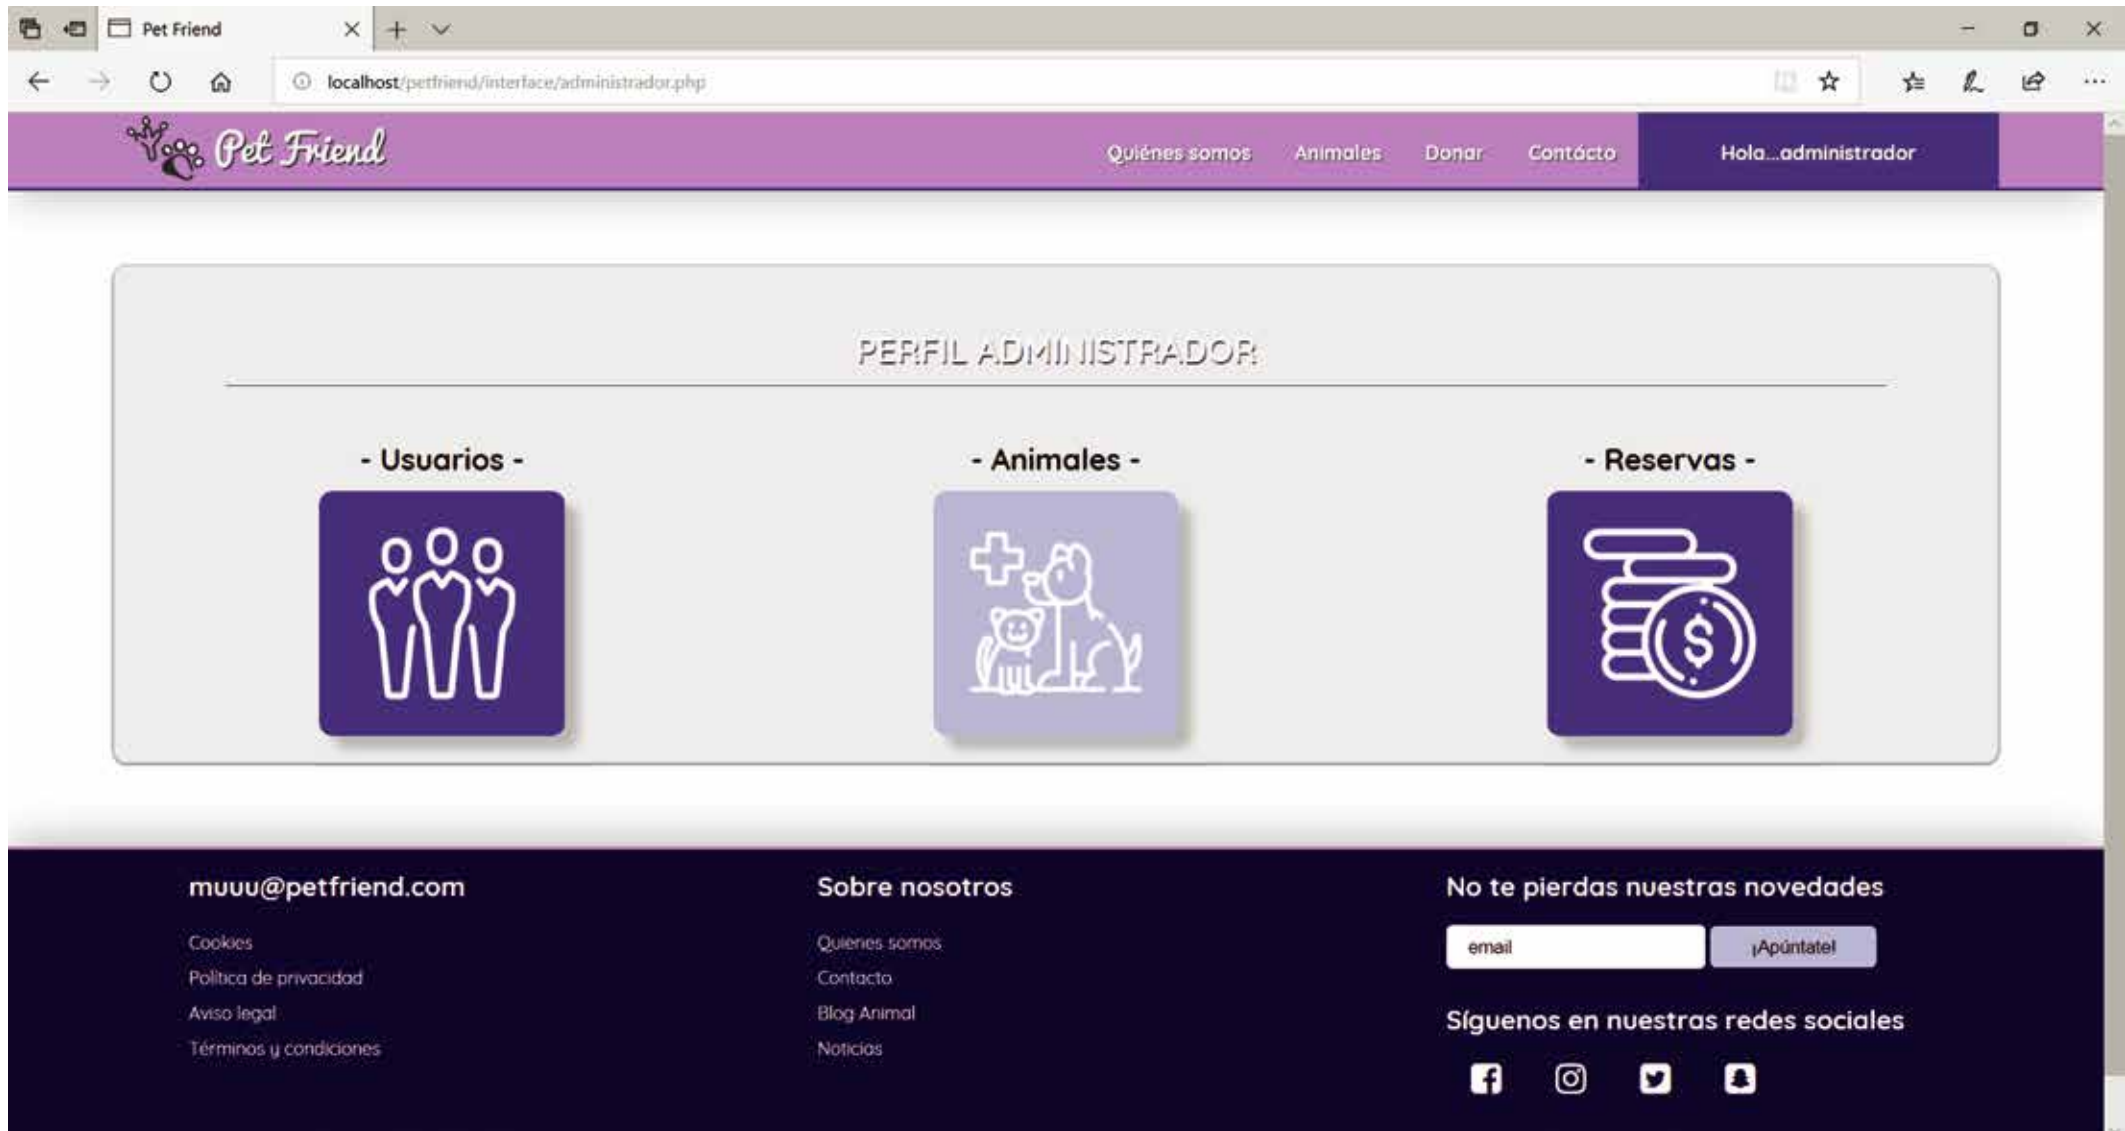 Pet Friend
localhost/petfriend/interface/administrador.php
Pet Friend
Quiénes somos Animales Donar Contácto Hola...administrador
PERFIL ADMINISTRADOR
- Usuarios - - Animales - - Reservas -
$
muuu@petfriend.com Sobre nosotros No te pierdas nuestras novedades
Cookies Quienes somos email ¡Apúntate!
Política de privacidad Contacto
Aviso legal Blog Animal Síguenos en nuestras redes sociales
Términos y condiciones Noticias